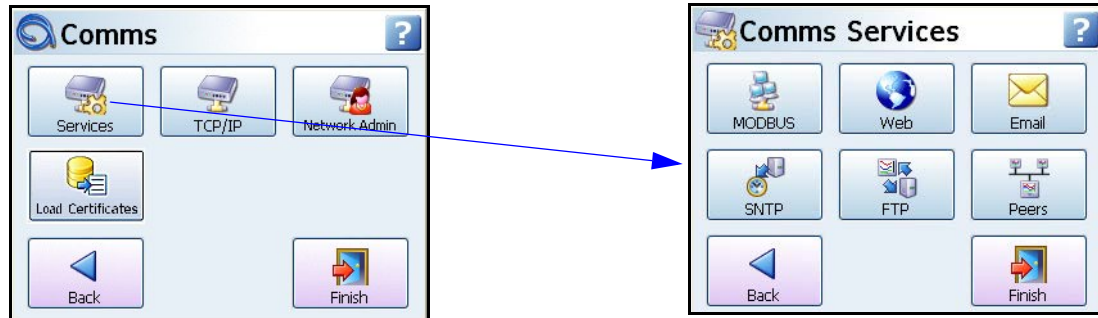 Comms
?
Services
TCP/IP
Network Admin
Load Certificates
Back
Finish
Comms Services
?
MODBUS
Web
Email
SNTP
FTP
Peers
Back
Finish